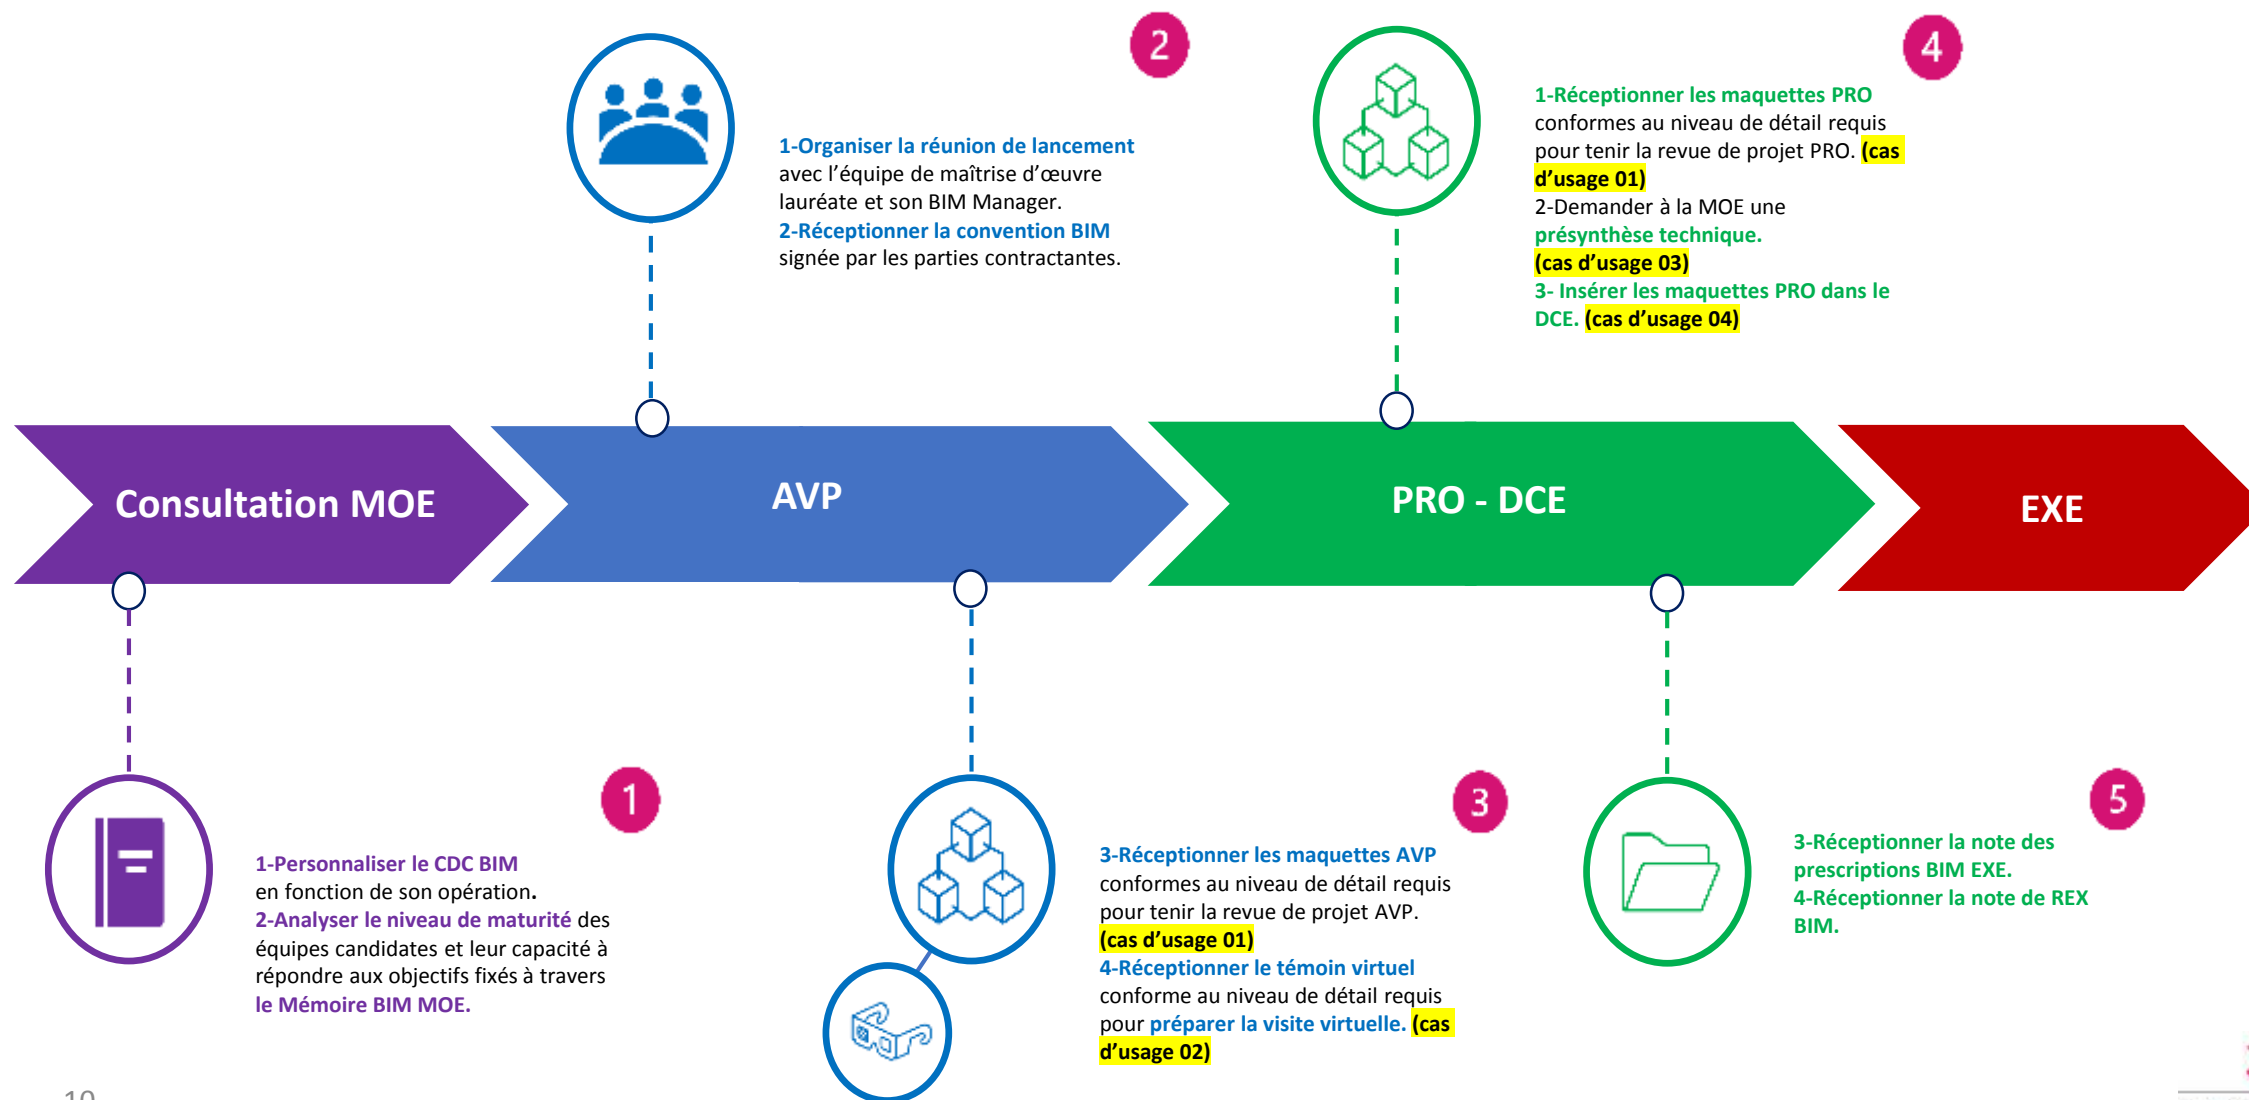 2
1-Organiser la réunion de lancement
avec l’équipe de maîtrise d’œuvre
lauréate et son BIM Manager.
2-Réceptionner la convention BIM
signée par les parties contractantes.
4
1-Réceptionner les maquettes PRO
conformes au niveau de détail requis
pour tenir la revue de projet PRO. (cas
d’usage 01)
2-Demander à la MOE une
présynthèse technique.
(cas d’usage 03)
3- Insérer les maquettes PRO dans le
DCE. (cas d’usage 04)
Consultation MOE
AVP
PRO - DCE
EXE
1
1-Personnaliser le CDC BIM
en fonction de son opération.
2-Analyser le niveau de maturité des
équipes candidates et leur capacité à
répondre aux objectifs fixés à travers
le Mémoire BIM MOE.
3
3-Réceptionner les maquettes AVP
conformes au niveau de détail requis
pour tenir la revue de projet AVP.
(cas d’usage 01)
4-Réceptionner le témoin virtuel
conforme au niveau de détail requis
pour préparer la visite virtuelle. (cas
d’usage 02)
5
3-Réceptionner la note des
prescriptions BIM EXE.
4-Réceptionner la note de REX
BIM.